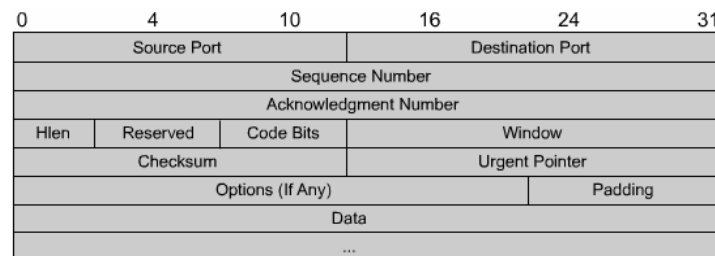 0 4 10 16 24 31
Source Port Destination Port
Sequence Number
Acknowledgment Number
Hlen Reserved Code Bits Window
Checksum Urgent Pointer
Options (If Any) Padding
Data
...